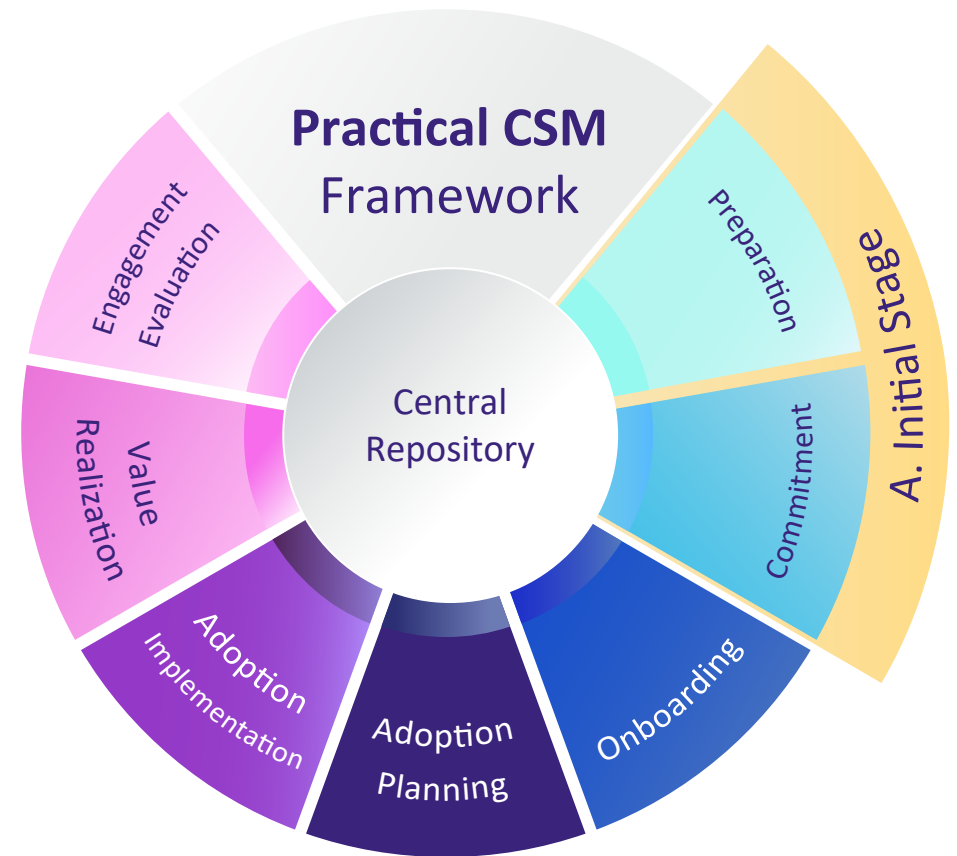 Practical CSM
Framework
Preparation
A. Initial Stage
Commitment
Onboarding
Adoption
Planning
Adoption
Implementation
Value
Realization
Engagement
Evaluation
Central
Repository